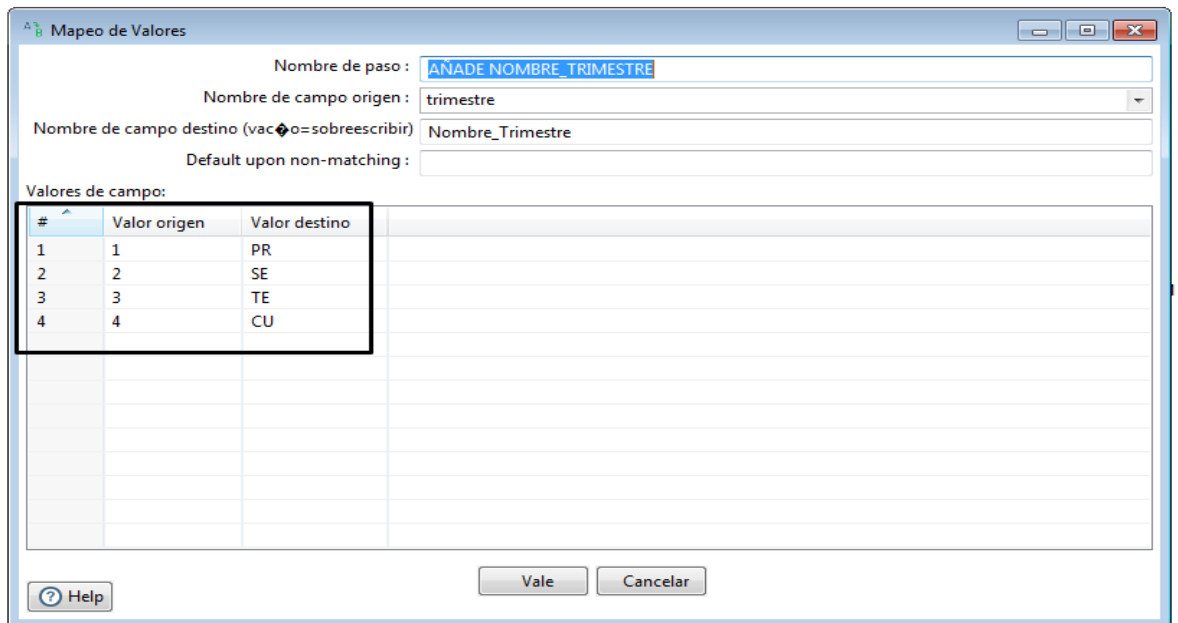 Mapeo de Valores
Nombre de paso : AÑADE NOMBRE_TRIMESTRE
Nombre de campo origen : trimestre
Nombre de campo destino (vac�o=sobreescribir) Nombre_Trimestre
Default upon non-matching :
Valores de campo:
# Valor origen Valor destino
1 1 PR
2 2 SE
3 3 TE
4 4 CU
Vale Cancelar
Help